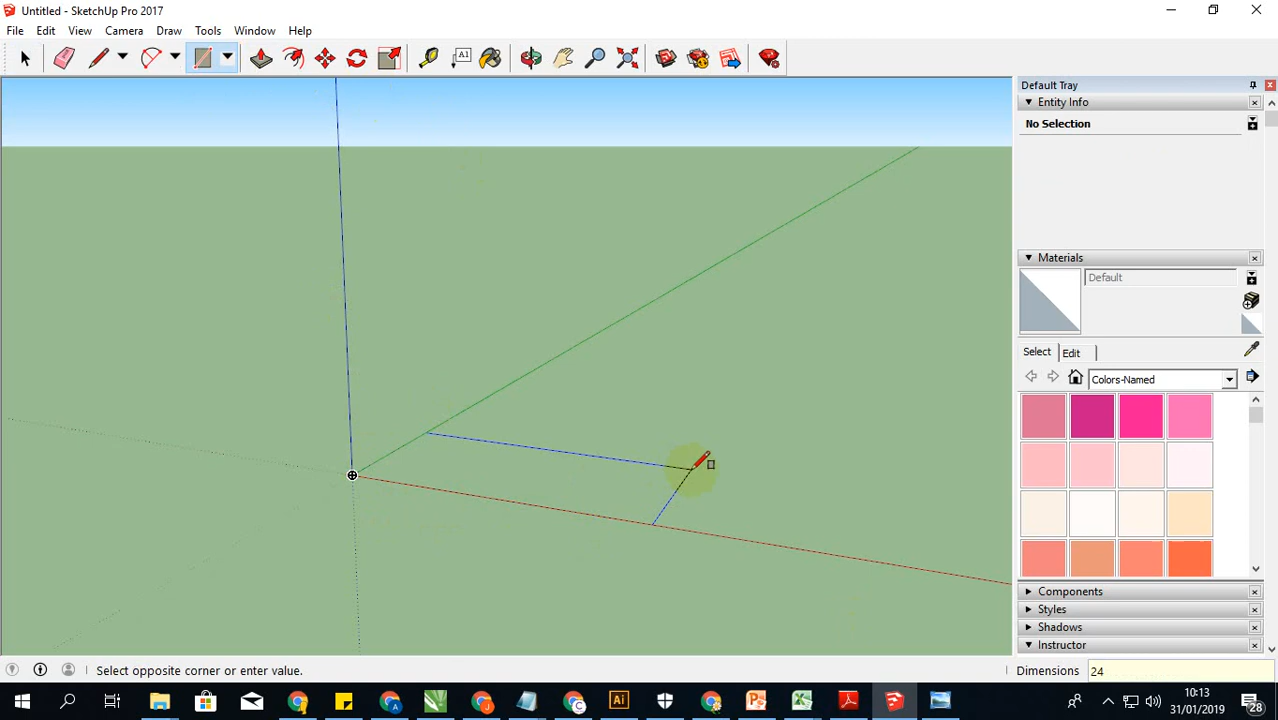 Untitled - SketchUp Pro 2017
File Edit View Camera Draw Tools Window Help
A1
Default Tray
Entity Info
No Selection
Materials
Default
Select Edit
Colors-Named
Components
Styles
Shadows
Instructor
Select opposite corner or enter value.
Dimensions 24
Ai
10:13
31/01/2019
28